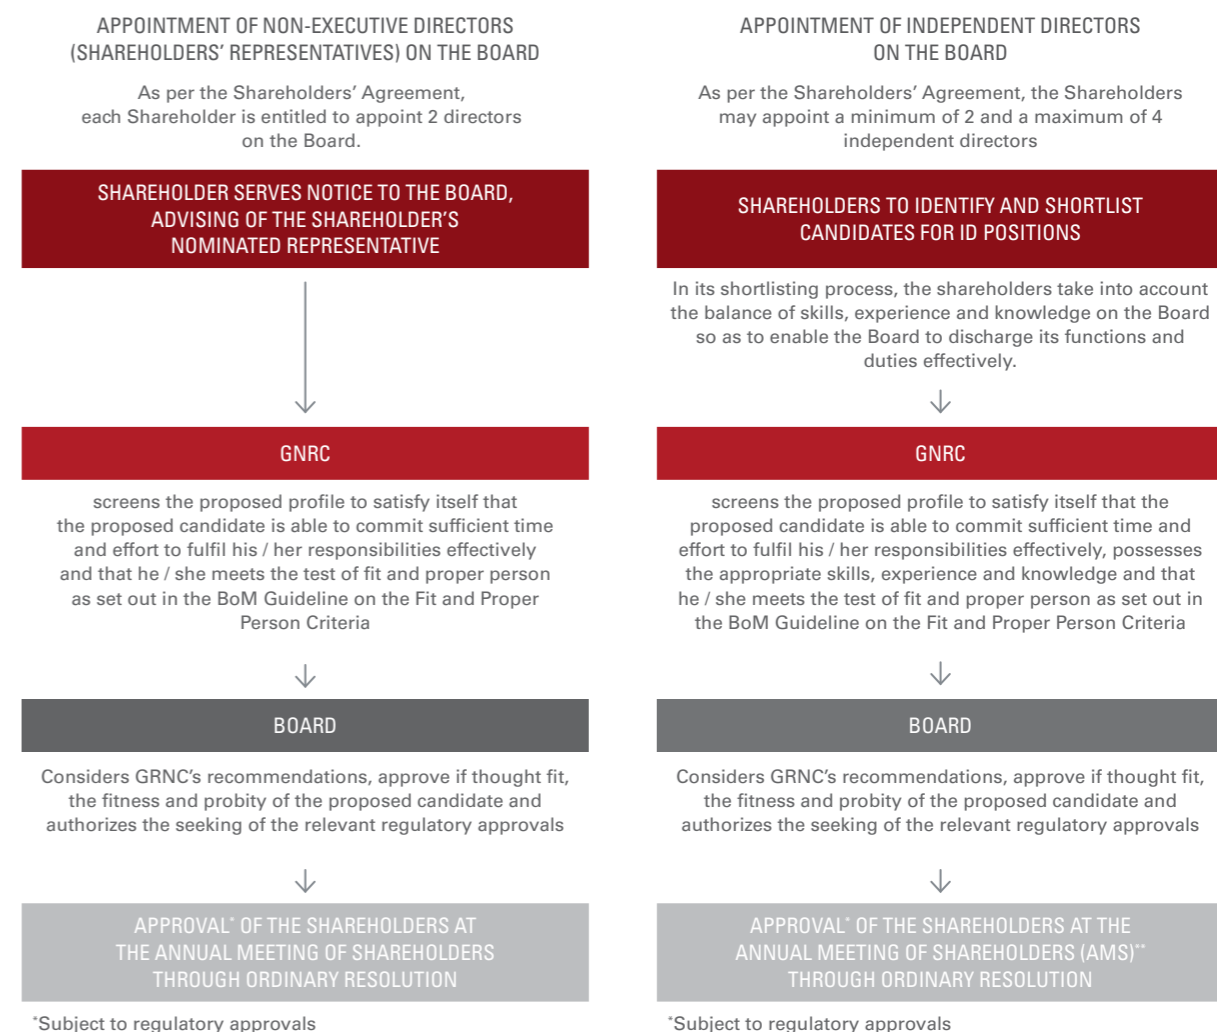 APPOINTMENT OF NON-EXECUTIVE DIRECTORS
(SHAREHOLDERS' REPRESENTATIVES) ON THE BOARD
As per the Shareholders' Agreement,
each Shareholder is entitled to appoint 2 directors
on the Board.
SHAREHOLDER SERVES NOTICE TO THE BOARD,
ADVISING OF THE SHAREHOLDER'S
NOMINATED REPRESENTATIVE
GNRC
screens the proposed profile to satisfy itself that
the proposed candidate is able to commit sufficient time
and effort to fulfil his / her responsibilities effectively
and that he / she meets the test of fit and proper person
as set out in the BoM Guideline on the Fit and Proper
Person Criteria
BOARD
Considers GRNC's recommendations, approve if thought fit,
the fitness and probity of the proposed candidate and
authorizes the seeking of the relevant regulatory approvals
APPROVAL* OF THE SHAREHOLDERS AT
THE ANNUAL MEETING OF SHAREHOLDERS
THROUGH ORDINARY RESOLUTION
*Subject to regulatory approvals
APPOINTMENT OF INDEPENDENT DIRECTORS
ON THE BOARD
As per the Shareholders' Agreement, the Shareholders
may appoint a minimum of 2 and a maximum of 4
independent directors
SHAREHOLDERS TO IDENTIFY AND SHORTLIST
CANDIDATES FOR ID POSITIONS
In its shortlisting process, the shareholders take into account
the balance of skills, experience and knowledge on the Board
so as to enable the Board to discharge its functions and
duties effectively.
GNRC
screens the proposed profile to satisfy itself that the
proposed candidate is able to commit sufficient time and
effort to fulfil his / her responsibilities effectively, possesses
the appropriate skills, experience and knowledge and that
he / she meets the test of fit and proper person as set out in
the BoM Guideline on the Fit and Proper Person Criteria
BOARD
Considers GRNC's recommendations, approve if thought fit,
the fitness and probity of the proposed candidate and
authorizes the seeking of the relevant regulatory approvals
APPROVAL* OF THE SHAREHOLDERS AT THE
ANNUAL MEETING OF SHAREHOLDERS (AMS)**
THROUGH ORDINARY RESOLUTION
*Subject to regulatory approvals